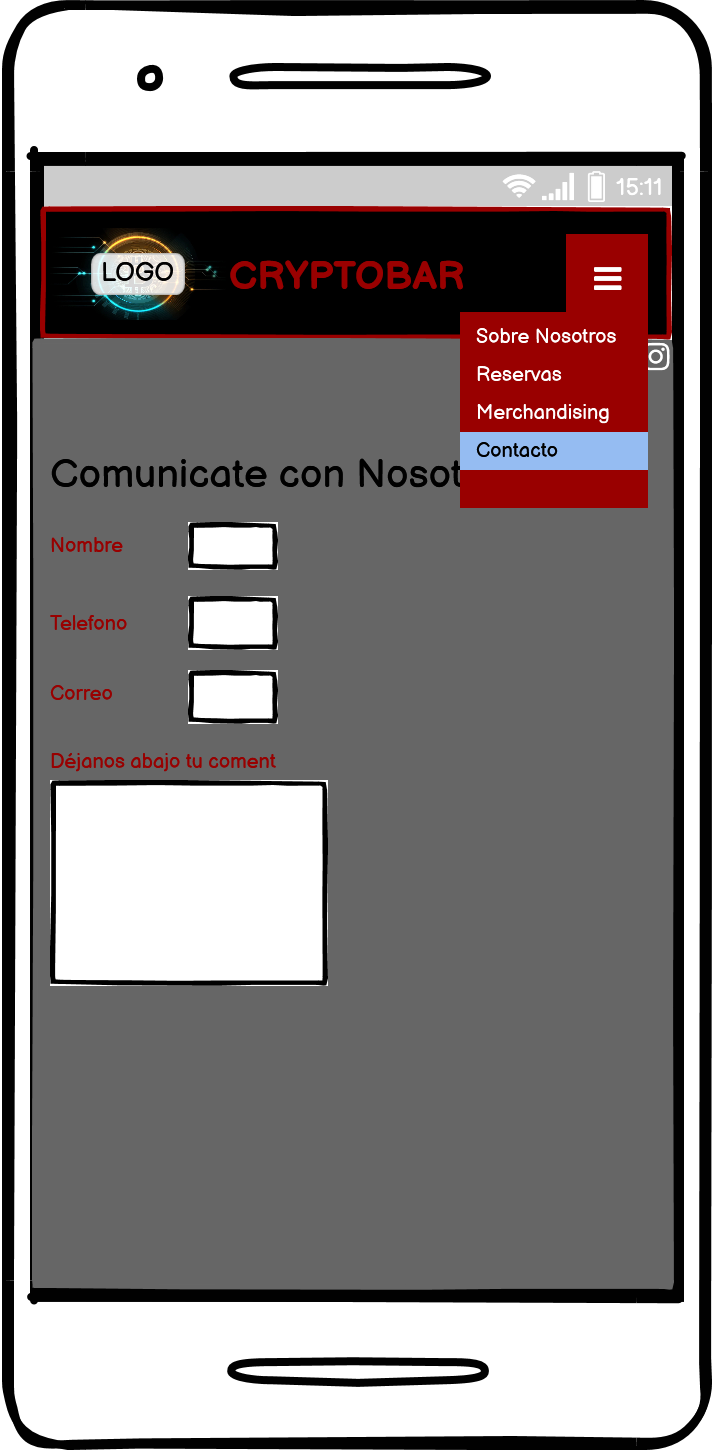 15:11
LOGO
CRYPTOBAR
Sobre Nosotros
Reservas
Merchandising
Contacto
Comunicate con Nosot
Nombre
Telefono
Correo
Déjanos abajo tu coment